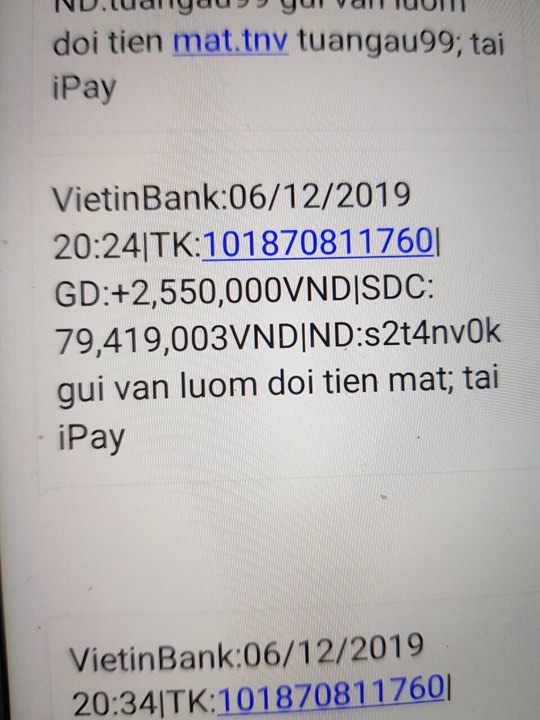 ND:tuangau99 gui van luom
doi tien mat.tnv tuangau99; tai
iPay
VietinBank:06/12/2019
20:24|TK:101870811760|
GD:+2,550,000VND|SDC:
79,419,003VND|ND:s2t4nv0k
gui van luom doi tien mat; tai
iPay
VietinBank:06/12/2019
20:34|TK:101870811760|